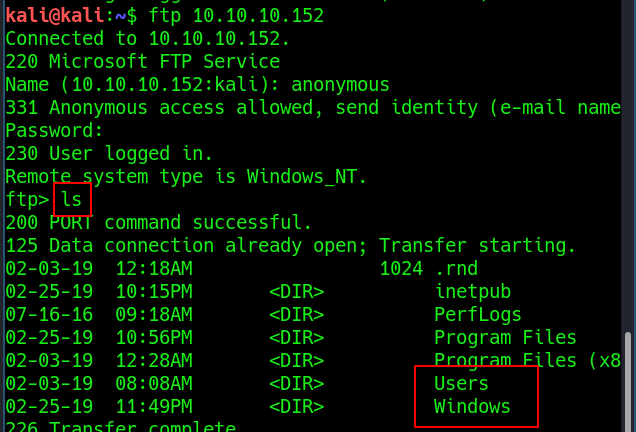 kali@kali:~$ ftp 10.10.10.152
Connected to 10.10.10.152.
220 Microsoft FTP Service
Name (10.10.10.152:kali): anonymous
331 Anonymous access allowed, send identity (e-mail name
Password:
230 User logged in.
Remote system type is Windows_NT.
ftp> ls
200 PORT command successful.
125 Data connection already open; Transfer starting.
02-03-19  12:18AM                 1024 .rnd
02-25-19  10:15PM       <DIR>          inetpub
07-16-16  09:18AM       <DIR>          PerfLogs
02-25-19  10:56PM       <DIR>          Program Files
02-03-19  12:28AM       <DIR>          Program Files (x8
02-03-19  08:08AM       <DIR>          Users
02-25-19  11:49PM       <DIR>          Windows
226 Transfer complete